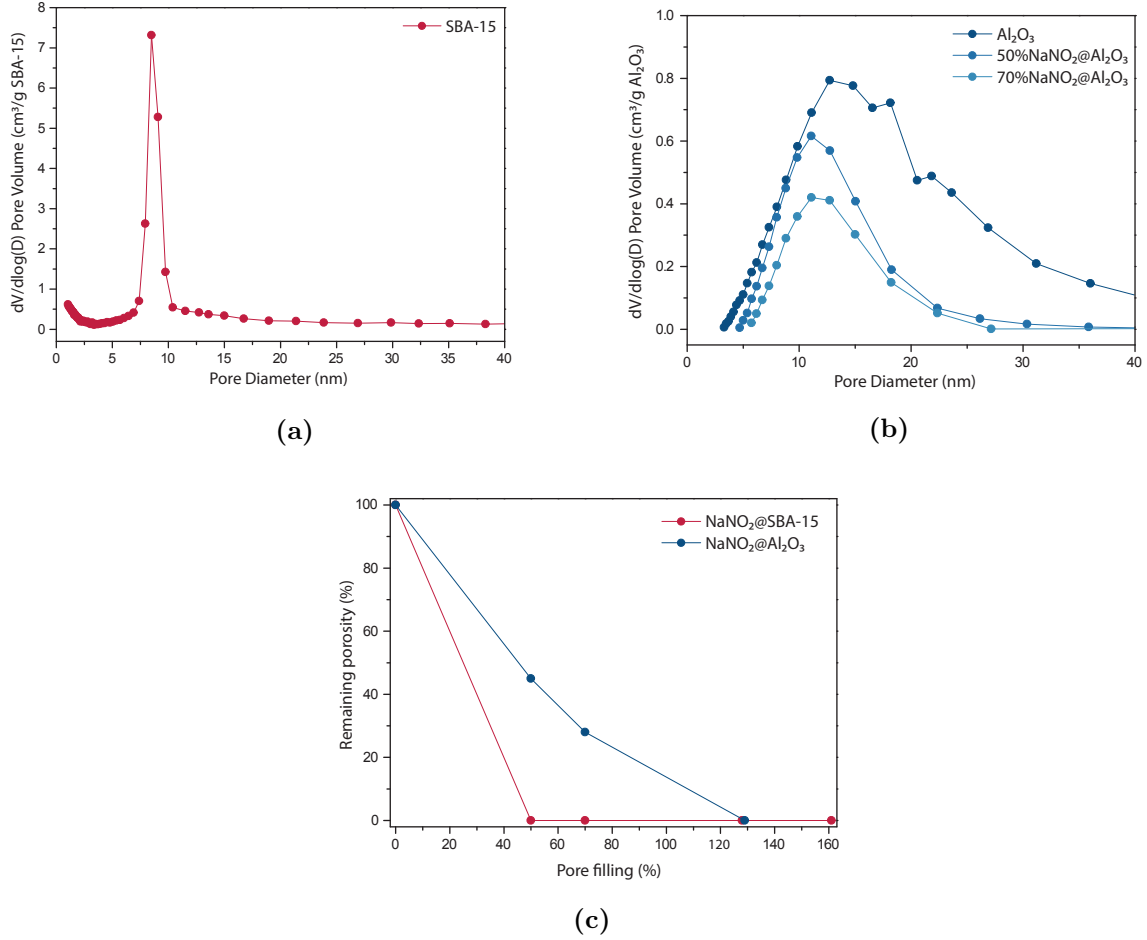 SBA-15
dV/dlog(D) Pore Volume (cm³/g SBA-15)
8
7
6
5
4
3
2
1
0
0 5 10 15 20 25 30 35 40
Pore Diameter (nm)
(a)
Al₂O₃
50%NaNO₂@Al₂O₃
70%NaNO₂@Al₂O₃
dV/dlog(D) Pore Volume (cm³/g Al₂O₃)
1.0
0.8
0.6
0.4
0.2
0.0
0 10 20 30 40
Pore Diameter (nm)
(b)
NaNO₂@SBA-15
NaNO₂@Al₂O₃
Remaining porosity (%)
100
80
60
40
20
0
0 20 40 60 80 100 120 140 160
Pore filling (%)
(c)